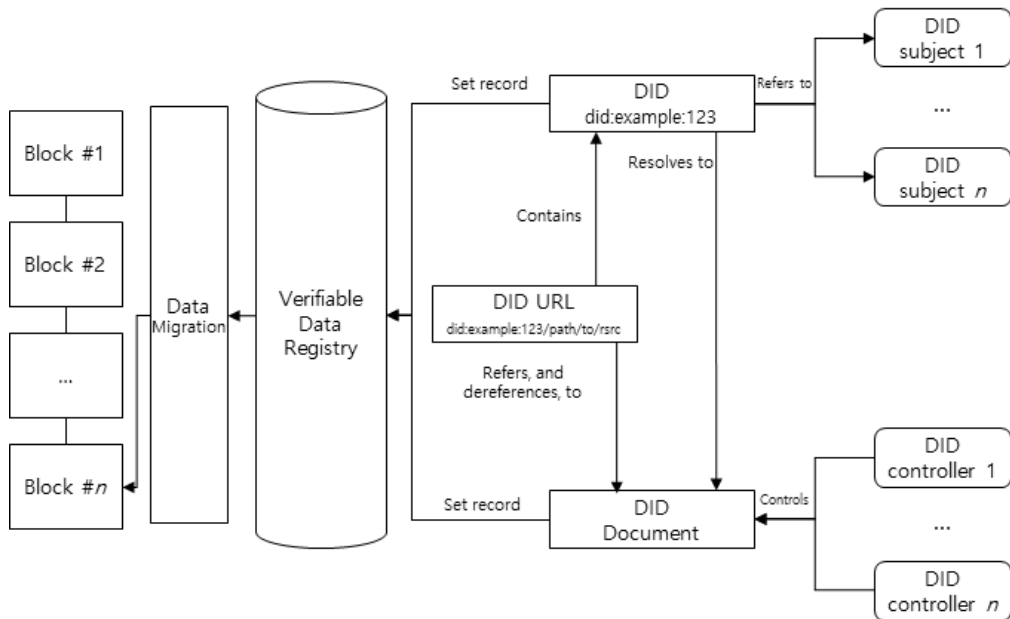 Block #1
Block #2
...
Block #n
Data
Migration
Verifiable
Data
Registry
Set record
DID
did:example:123
Refers to
DID
subject 1
...
DID
subject n
Resolves to
Contains
DID URL
did:example:123/path/to/rsrc
Refers, and
dereferences, to
Set record
DID
Document
Controls
DID
controller 1
...
DID
controller n